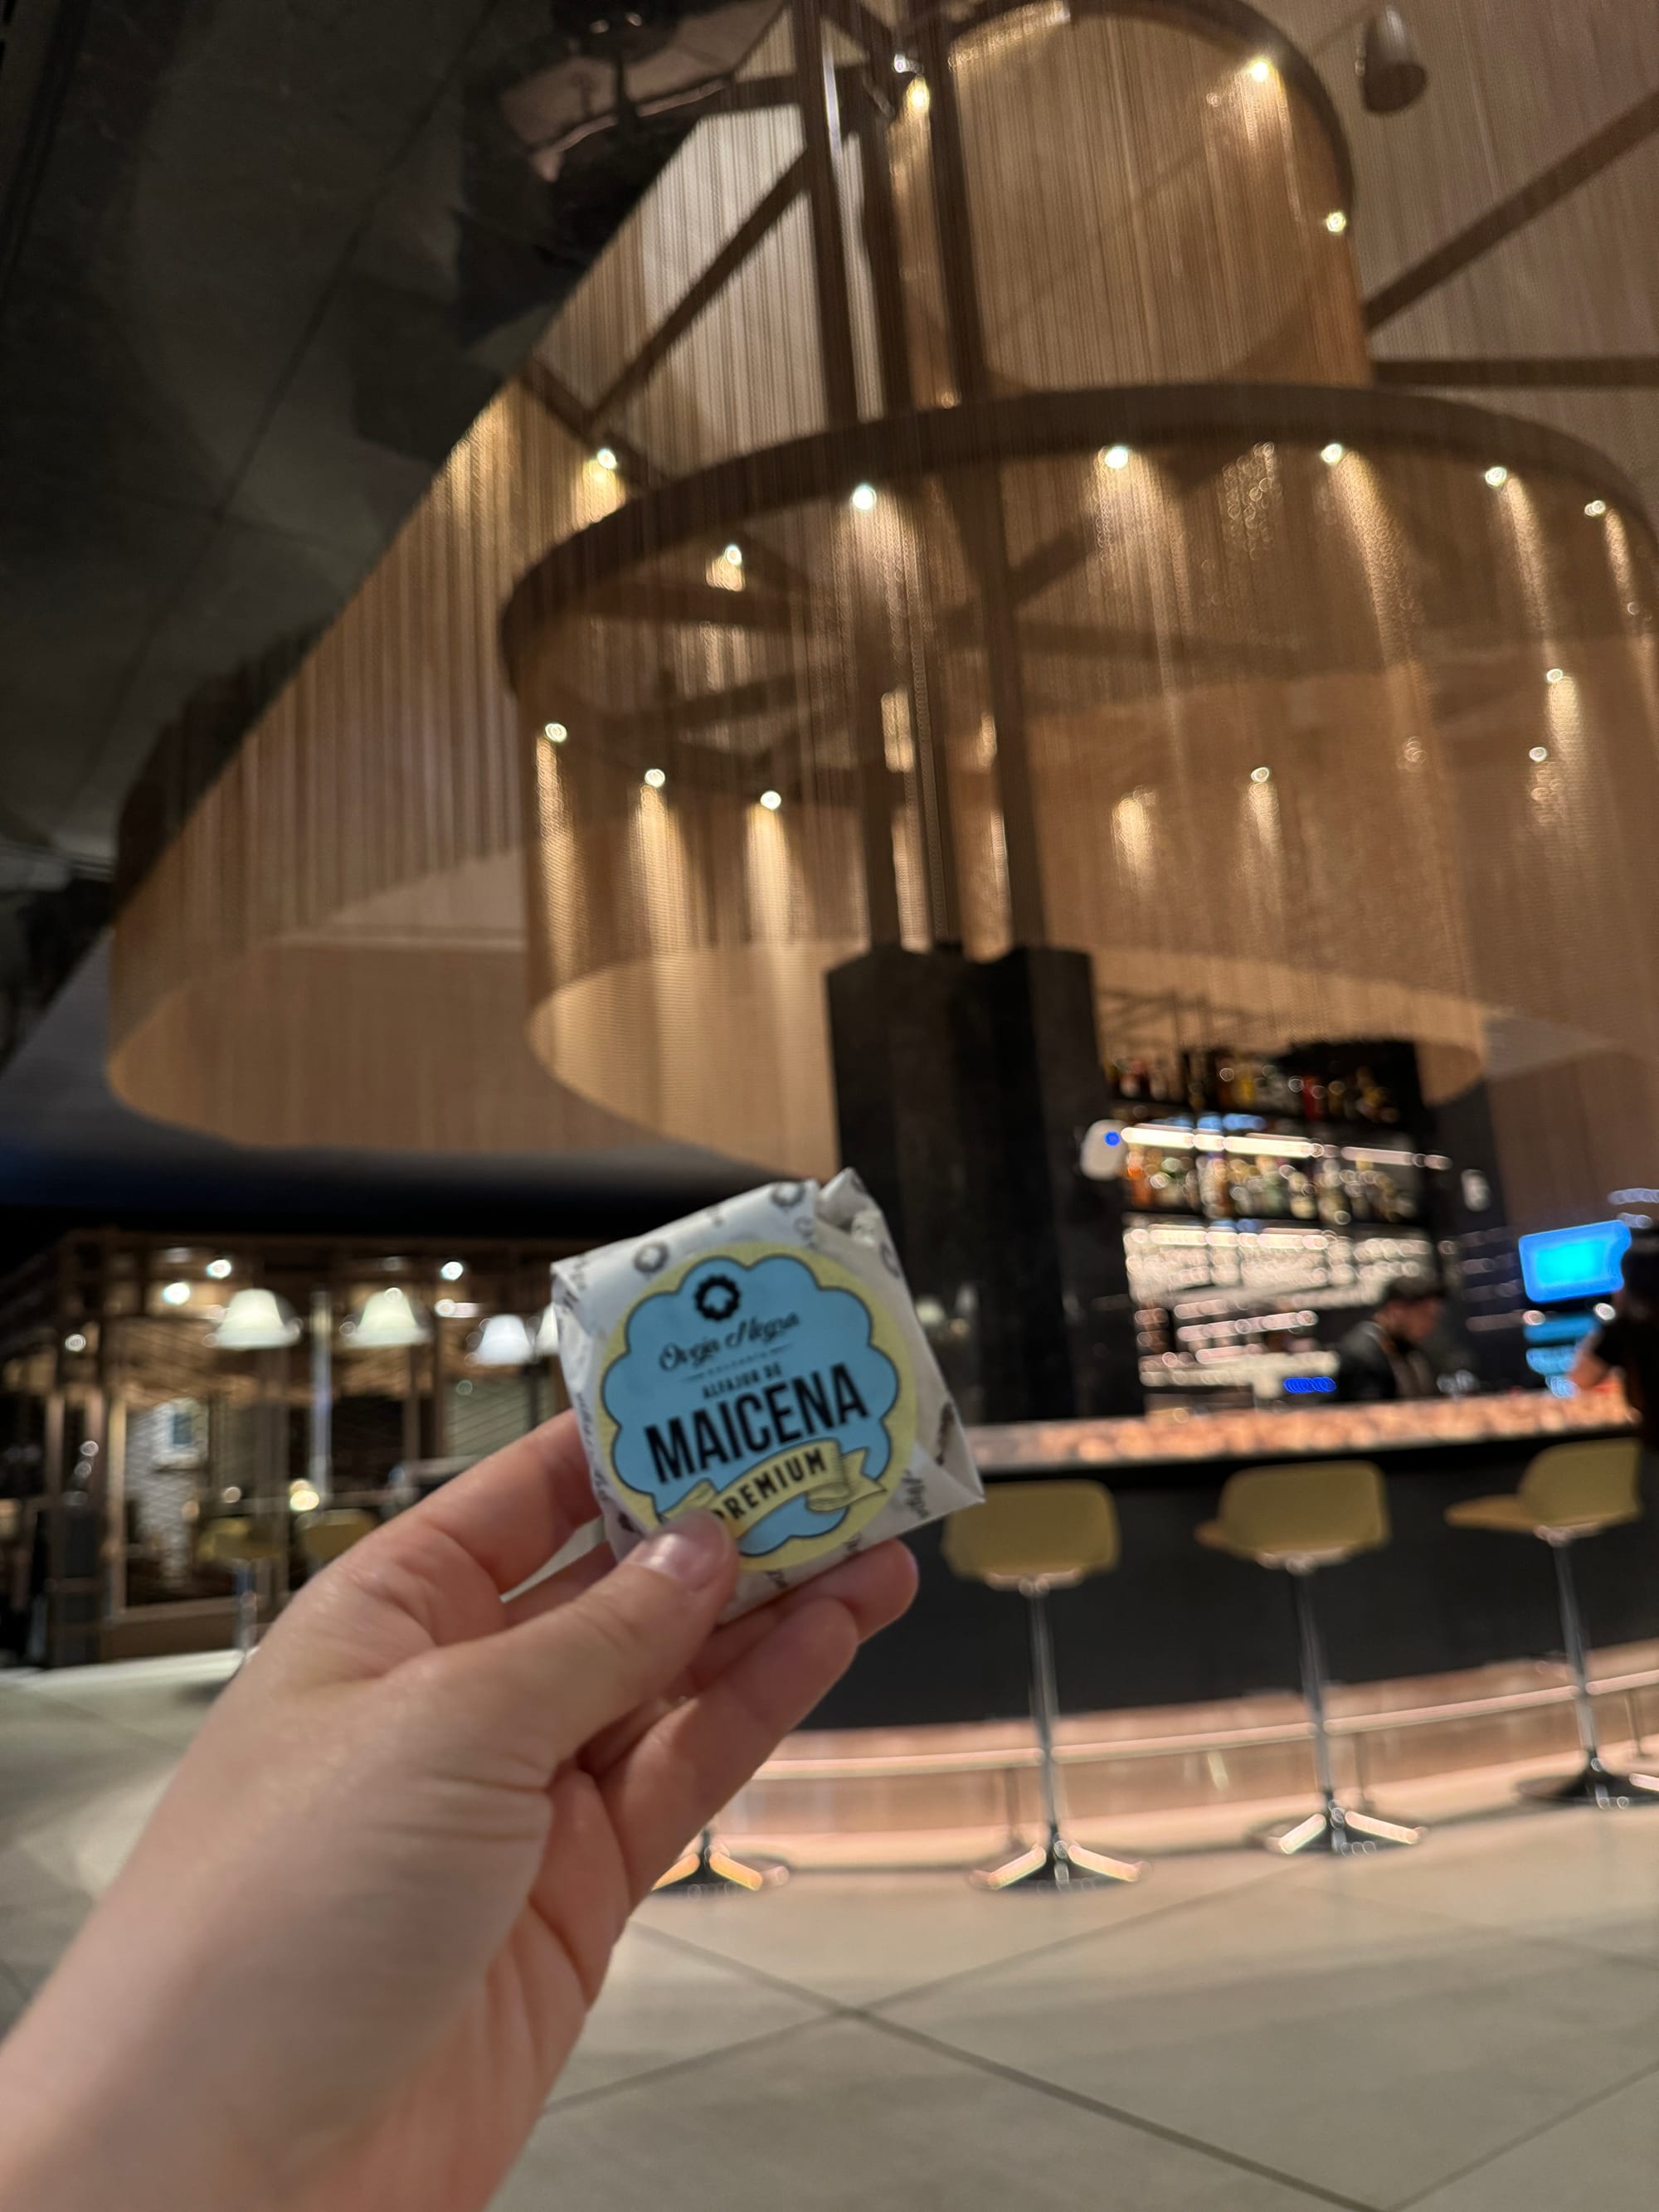 Oveja Negra
ALFAJOR DE
MAICENA
PREMIUM